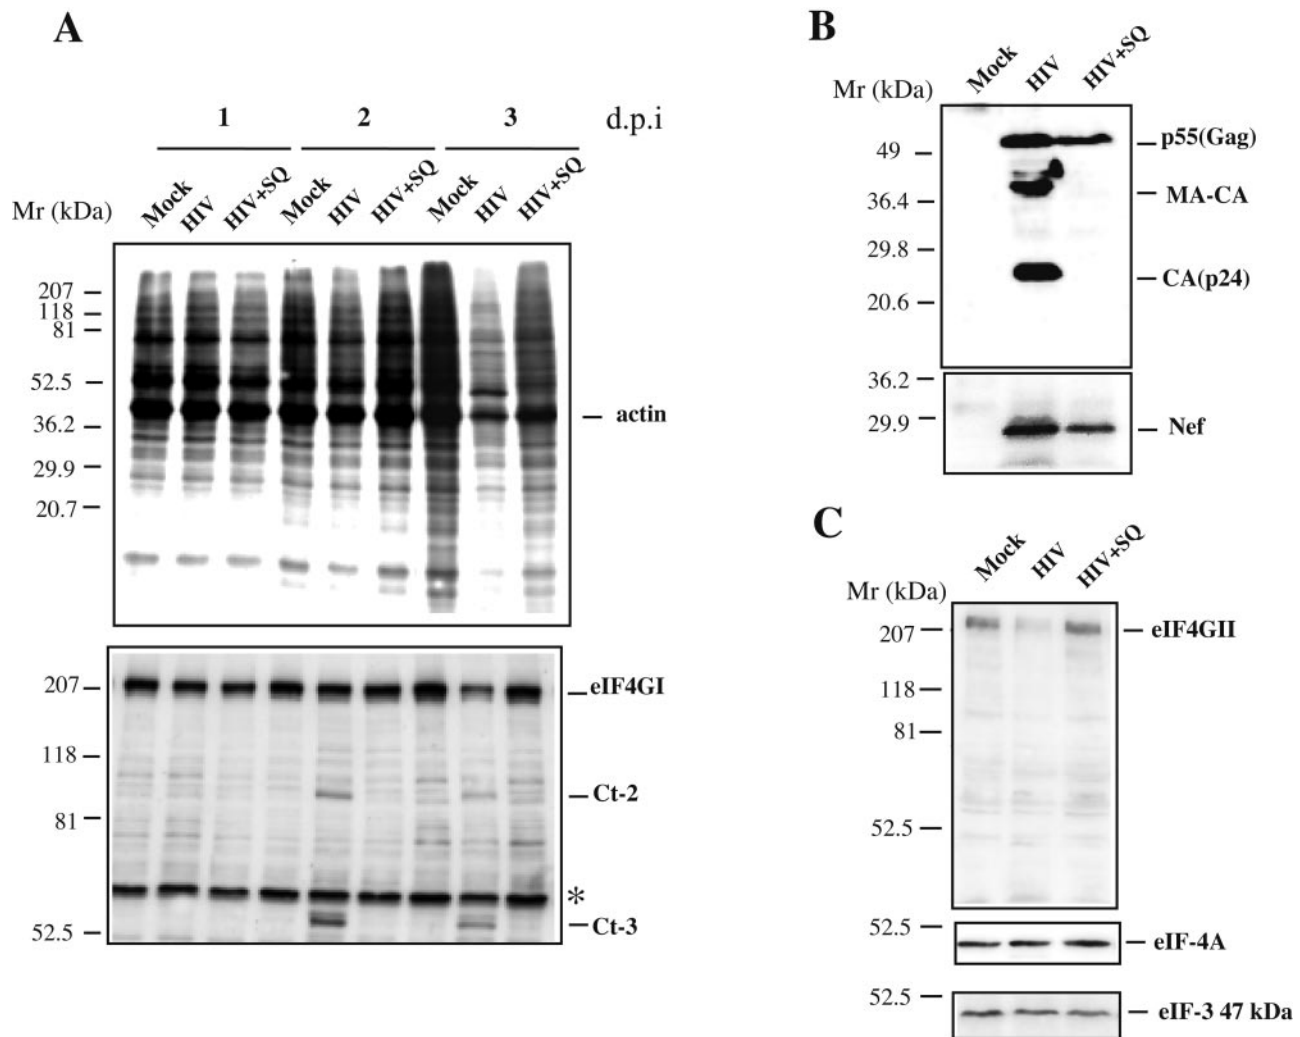 A
1 2 3 d.p.i
Mock HIV HIV+SQ Mock HIV HIV+SQ Mock HIV HIV+SQ
Mr (kDa)
207
118
81
52.5
36.2
29.9
20.7
actin
207
118
81
52.5
eIF4GI
Ct-2
*
Ct-3
B
Mock HIV HIV+SQ
Mr (kDa)
49
36.4
29.8
20.6
p55(Gag)
MA-CA
CA(p24)
36.2
29.9
Nef
C
Mock HIV HIV+SQ
Mr (kDa)
207
118
81
52.5
eIF4GII
52.5
eIF-4A
52.5
eIF-3 47 kDa